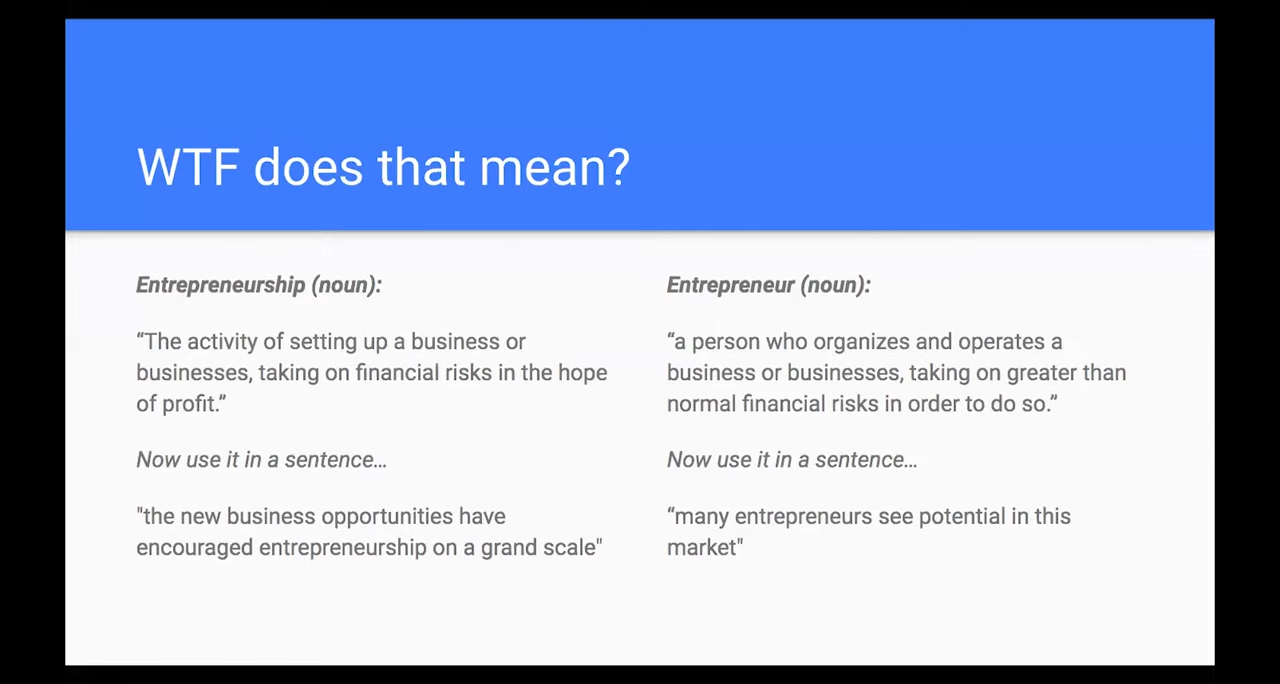 WTF does that mean?
Entrepreneurship (noun):
“The activity of setting up a business or
businesses, taking on financial risks in the hope
of profit.”
Now use it in a sentence…
"the new business opportunities have
encouraged entrepreneurship on a grand scale"
Entrepreneur (noun):
“a person who organizes and operates a
business or businesses, taking on greater than
normal financial risks in order to do so.”
Now use it in a sentence…
“many entrepreneurs see potential in this
market"